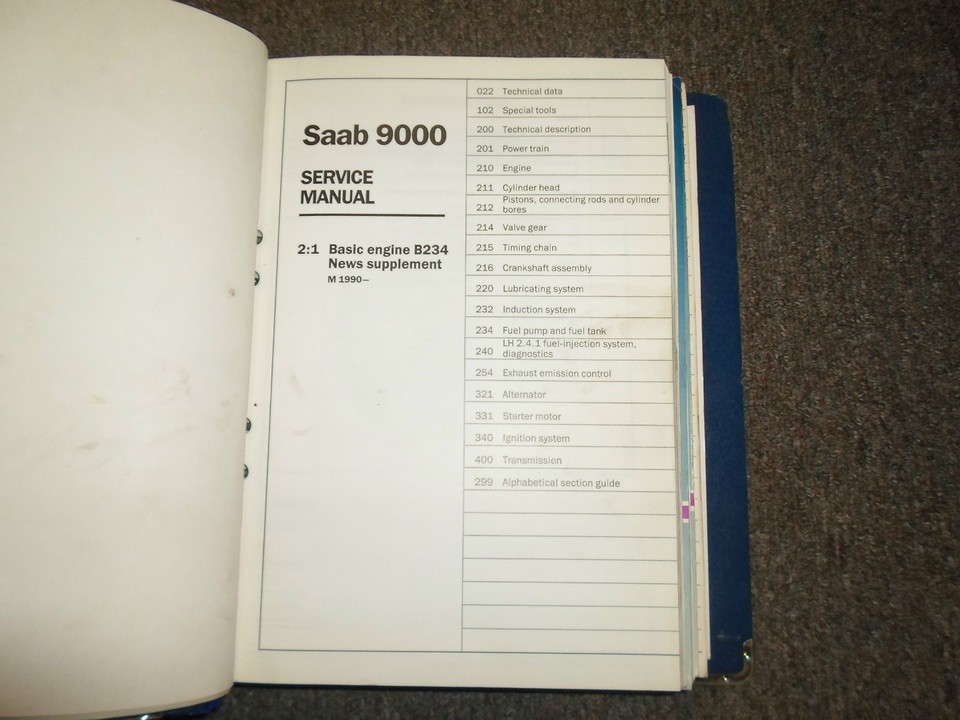 Saab 9000
SERVICE
MANUAL
2:1 Basic engine B234
News supplement
M 1990–
022 Technical data
102 Special tools
200 Technical description
201 Power train
210 Engine
211 Cylinder head
212 Pistons, connecting rods and cylinder
bores
214 Valve gear
215 Timing chain
216 Crankshaft assembly
220 Lubricating system
232 Induction system
234 Fuel pump and fuel tank
240 LH 2.4.1 fuel-injection system,
diagnostics
254 Exhaust emission control
321 Alternator
331 Starter motor
340 Ignition system
400 Transmission
299 Alphabetical section guide